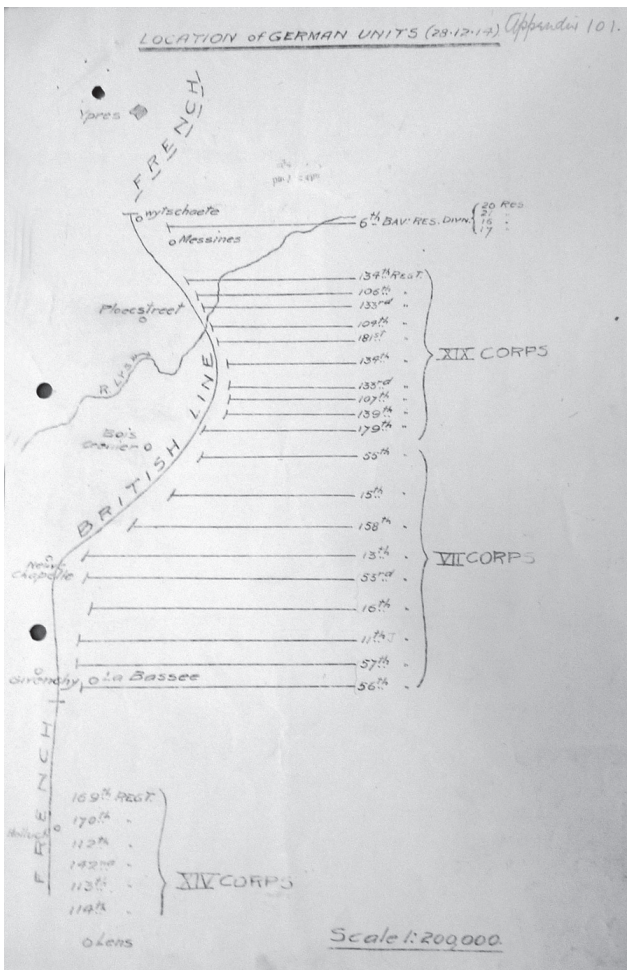 LOCATION OF GERMAN UNITS (28·12·14)
Appendix 101.
Ypres
FRENCH
Wytschaete
6th BAV. RES. DIVN.
20 RES
21 "
16 "
17 "
Messines
134th REGT.
106th "
133rd "
Ploegstreet
104th "
181st "
139th "
XIX CORPS
R. Lys
133rd "
107th "
139th "
179th "
BRITISH LINE
Bois Grenier
55th "
15th "
158th "
13th "
VII CORPS
Neuve
Chapelle
53rd "
16th "
11th J "
57th "
Givenchy
La Bassee
56th "
FRENCH
169th REGT.
170th "
Hulluch
112th "
142nd "
113th "
XIV CORPS
114th "
Lens
Scale 1:200,000.